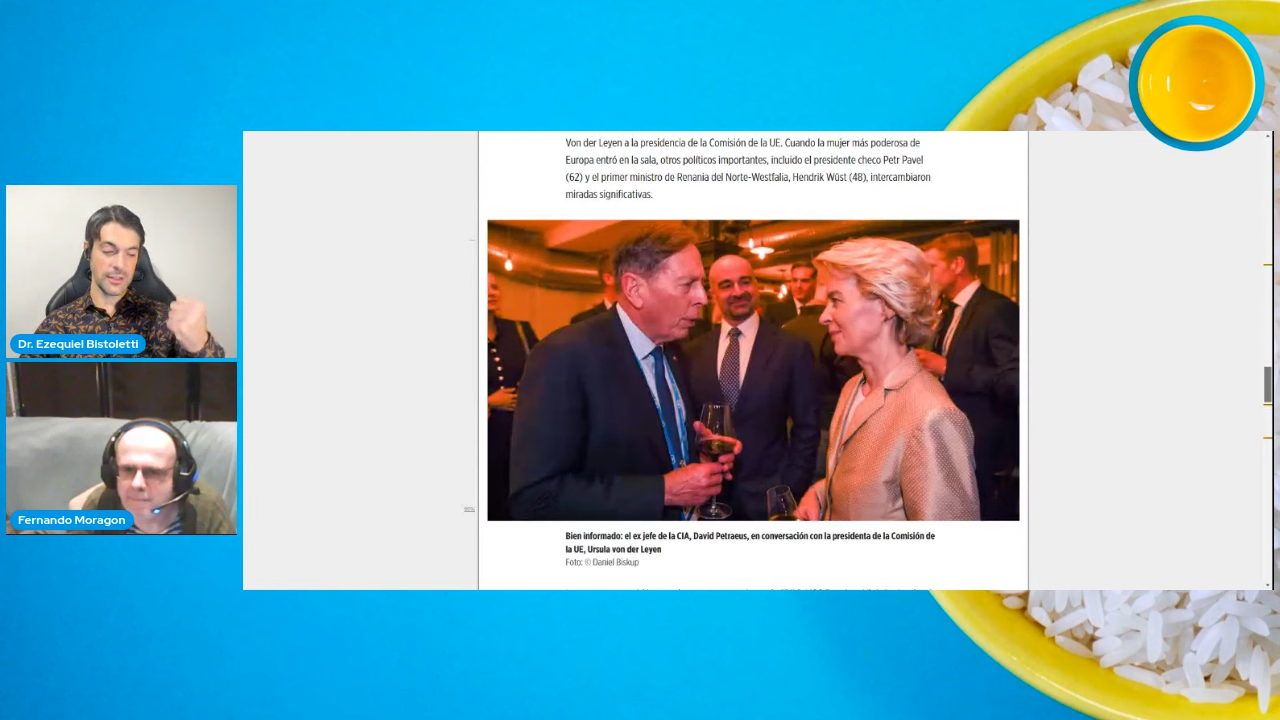 Von der Leyen a la presidencia de la Comisión de la UE. Cuando la mujer más poderosa de
Europa entró en la sala, otros políticos importantes, incluido el presidente checo Petr Pavel
(62) y el primer ministro de Renania del Norte-Westfalia, Hendrik Wüst (48), intercambiaron
miradas significativas.
Dr. Ezequiel Bistoletti
Fernando Moragon
Bien informado: el ex jefe de la CIA, David Petraeus, en conversación con la presidenta de la Comisión de
la UE, Ursula von der Leyen
Foto: © Daniel Biskup